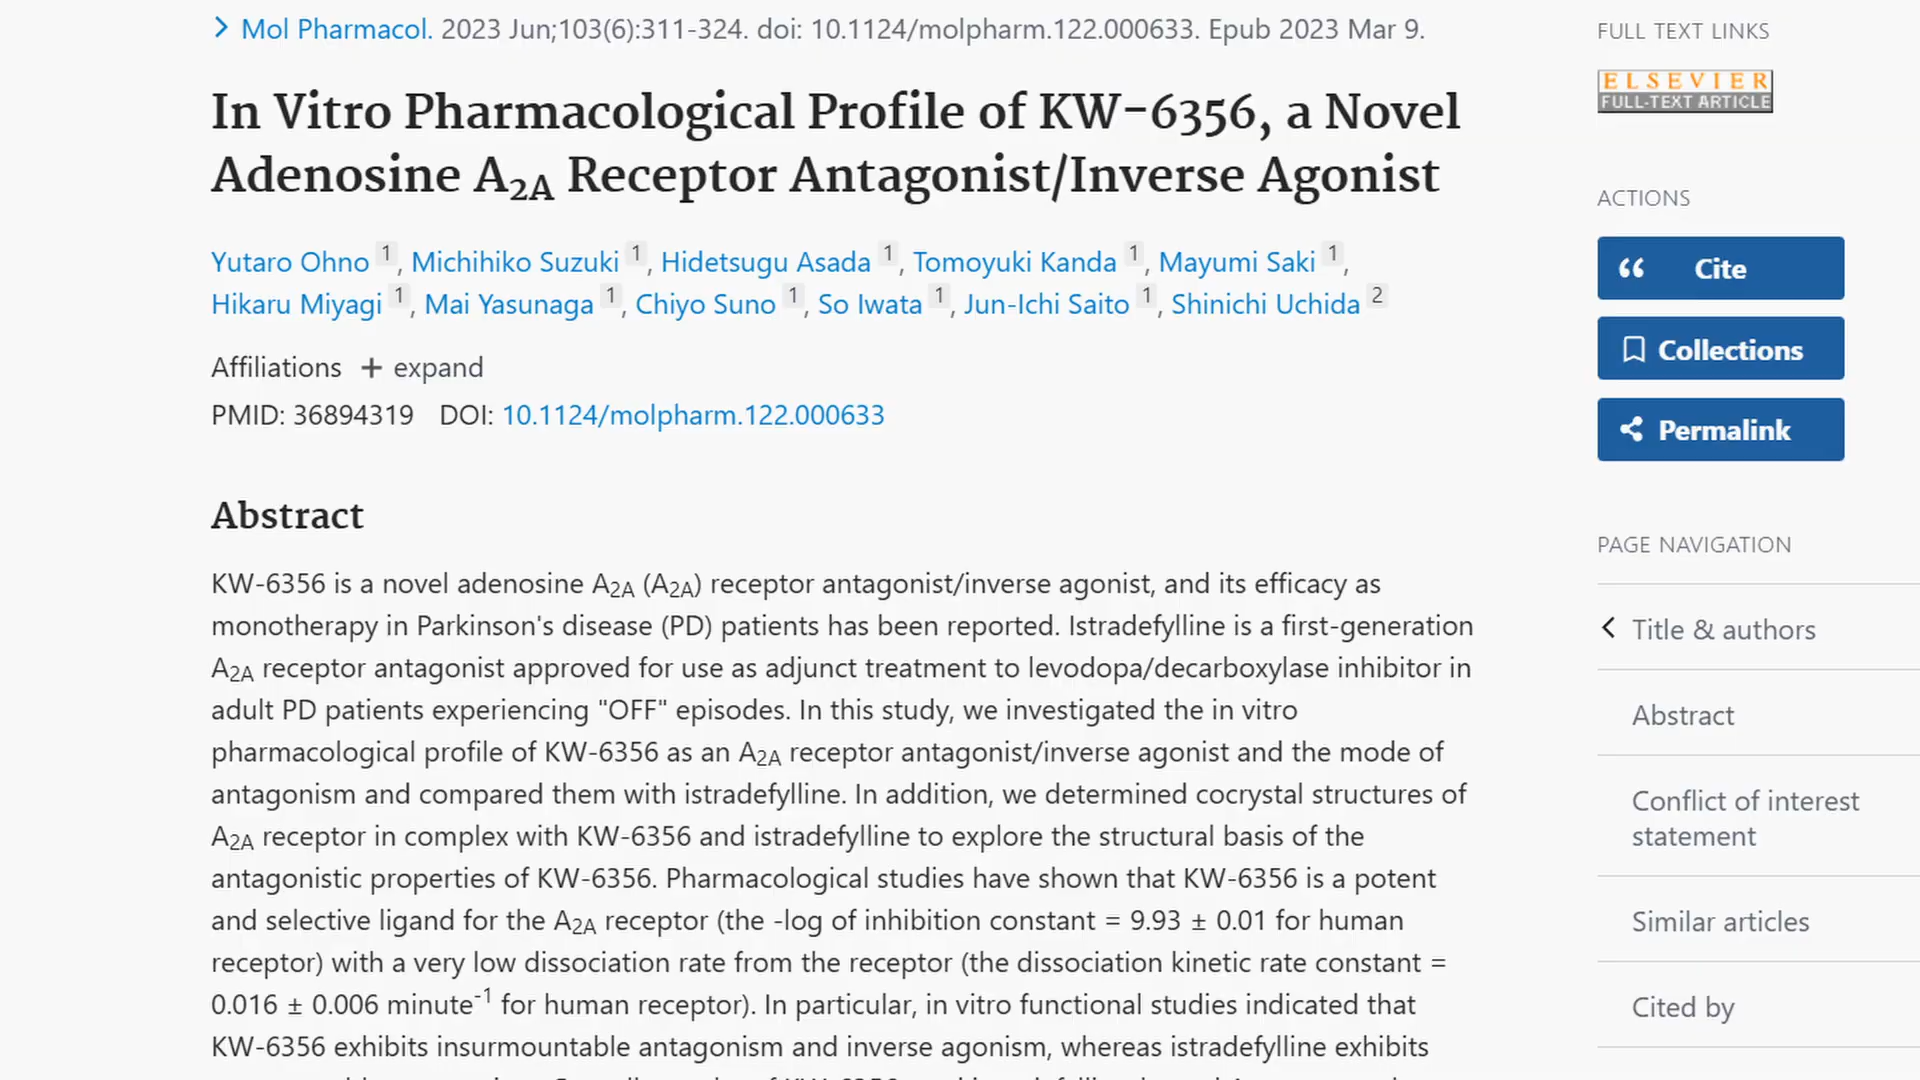 Mol Pharmacol. 2023 Jun;103(6):311-324. doi: 10.1124/molpharm.122.000633. Epub 2023 Mar 9.
In Vitro Pharmacological Profile of KW-6356, a Novel
Adenosine A2A Receptor Antagonist/Inverse Agonist
Yutaro Ohno 1, Michihiko Suzuki 1, Hidetsugu Asada 1, Tomoyuki Kanda 1, Mayumi Saki 1,
Hikaru Miyagi 1, Mai Yasunaga 1, Chiyo Suno 1, So Iwata 1, Jun-Ichi Saito 1, Shinichi Uchida 2
Affiliations + expand
PMID: 36894319 DOI: 10.1124/molpharm.122.000633
Abstract
KW-6356 is a novel adenosine A2A (A2A) receptor antagonist/inverse agonist, and its efficacy as
monotherapy in Parkinson's disease (PD) patients has been reported. Istradefylline is a first-generation
A2A receptor antagonist approved for use as adjunct treatment to levodopa/decarboxylase inhibitor in
adult PD patients experiencing "OFF" episodes. In this study, we investigated the in vitro
pharmacological profile of KW-6356 as an A2A receptor antagonist/inverse agonist and the mode of
antagonism and compared them with istradefylline. In addition, we determined cocrystal structures of
A2A receptor in complex with KW-6356 and istradefylline to explore the structural basis of the
antagonistic properties of KW-6356. Pharmacological studies have shown that KW-6356 is a potent
and selective ligand for the A2A receptor (the -log of inhibition constant = 9.93 ± 0.01 for human
receptor) with a very low dissociation rate from the receptor (the dissociation kinetic rate constant =
0.016 ± 0.006 minute-1 for human receptor). In particular, in vitro functional studies indicated that
KW-6356 exhibits insurmountable antagonism and inverse agonism, whereas istradefylline exhibits
FULL TEXT LINKS
ELSEVIER
FULL-TEXT ARTICLE
ACTIONS
Cite
Collections
Permalink
PAGE NAVIGATION
Title & authors
Abstract
Conflict of interest
statement
Similar articles
Cited by